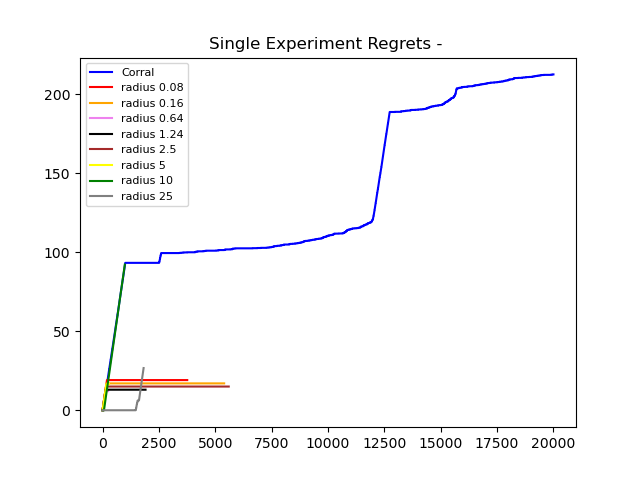 Single Experiment Regrets -
Corral
radius 0.08
radius 0.16
radius 0.64
radius 1.24
radius 2.5
radius 5
radius 10
radius 25
200
150
100
50
0
0 2500 5000 7500 10000 12500 15000 17500 20000